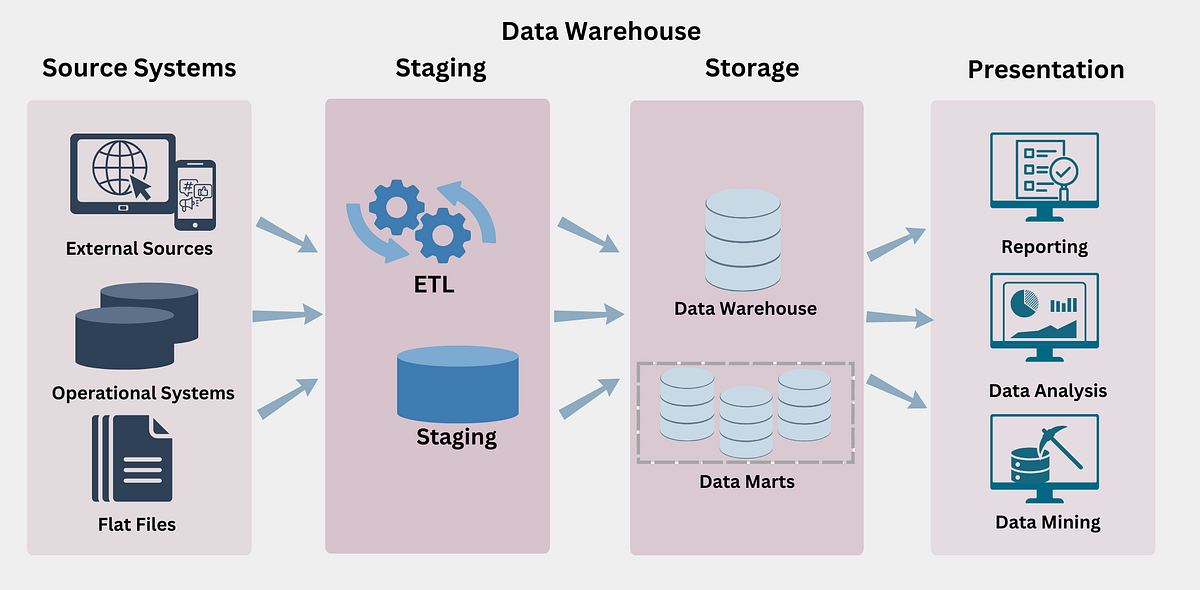 Data Warehouse
Source Systems
Staging
Storage
Presentation
External Sources
Operational Systems
Flat Files
ETL
Staging
Data Warehouse
Data Marts
Reporting
Data Analysis
Data Mining
#